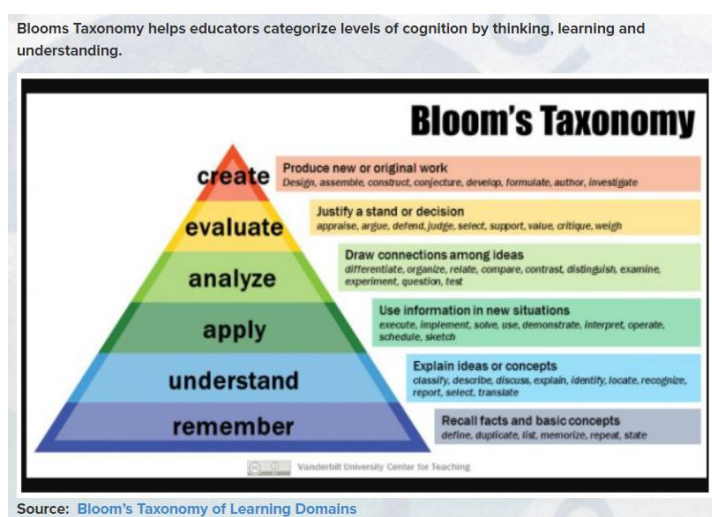 Blooms Taxonomy helps educators categorize levels of cognition by thinking, learning and
understanding.
Bloom's Taxonomy
create
Produce new or original work
Design, assemble, construct, conjecture, develop, formulate, author, investigate
evaluate
Justify a stand or decision
appraise, argue, defend, judge, select, support, value, critique, weigh
analyze
Draw connections among ideas
differentiate, organize, relate, compare, contrast, distinguish, examine,
experiment, question, test
apply
Use information in new situations
execute, implement, solve, use, demonstrate, interpret, operate,
schedule, sketch
understand
Explain ideas or concepts
classify, describe, discuss, explain, identify, locate, recognize,
report, select, translate
remember
Recall facts and basic concepts
define, duplicate, list, memorize, repeat, state
Vanderbilt University Center for Teaching
Source: Bloom's Taxonomy of Learning Domains